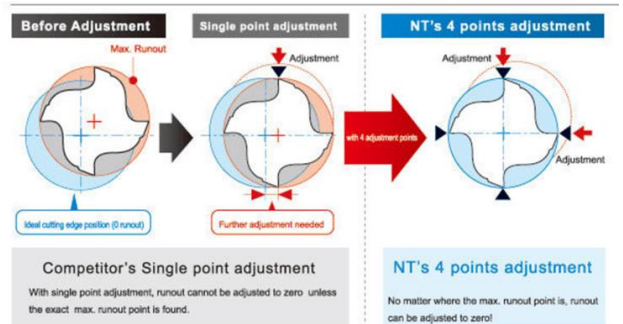 Before Adjustment
Single point adjustment
NT's 4 points adjustment
Max. Runout
Adjustment
Adjustment
with 4 adjustment points
Adjustment
Ideal cutting edge position (0 runout)
Further adjustment needed
Competitor's Single point adjustment
With single point adjustment, runout cannot be adjusted to zero unless
the exact max. runout point is found.
NT's 4 points adjustment
No matter where the max. runout point is, runout
can be adjusted to zero!